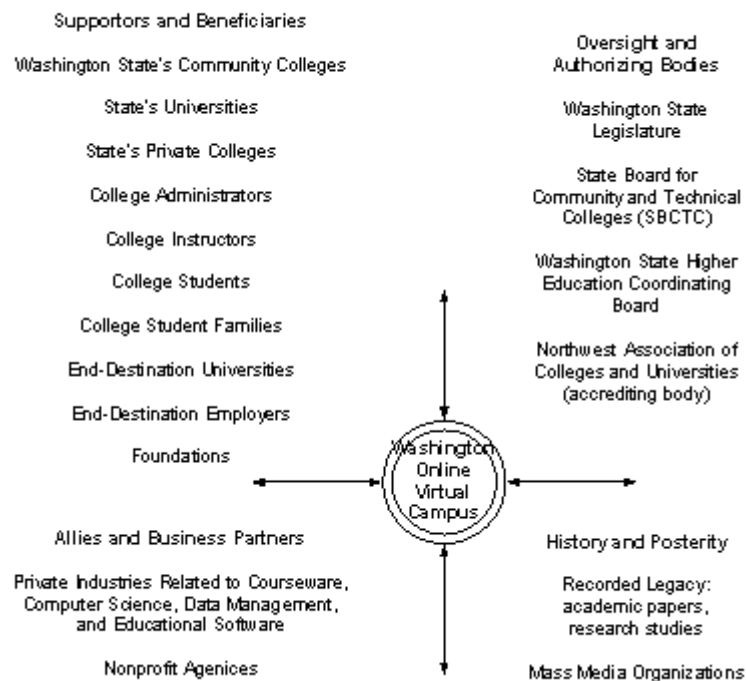 Supportors and Beneficiaries
Washington State's Community Colleges
State's Universities
State's Private Colleges
College Administrators
College Instructors
College Students
College Student Families
End-Destination Universities
End-Destination Employers
Foundations
Oversight and
Authorizing Bodies
Washington State
Legislature
State Board for
Community and Technical
Colleges (SBCTC)
Washington State Higher
Education Coordinating
Board
Northwest Association of
Colleges and Universities
(accrediting body)
Washington
Online
Virtual
Campus
Allies and Business Partners
Private Industries Related to Courseware,
Computer Science, Data Management,
and Educational Software
Nonprofit Agenices
History and Posterity
Recorded Legacy:
academic papers,
research studies
Mass Media Organizations